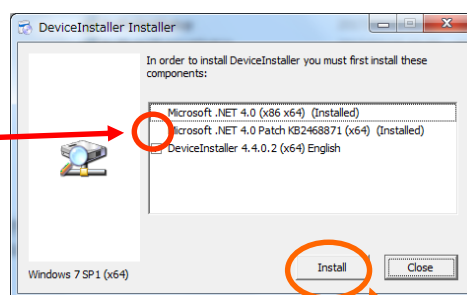 DeviceInstaller Installer
In order to install DeviceInstaller you must first install these
components:
Microsoft .NET 4.0 (x86 x64) (Installed)
Microsoft .NET 4.0 Patch KB2468871 (x64) (Installed)
DeviceInstaller 4.4.0.2 (x64) English
Windows 7 SP1 (x64)
Install
Close